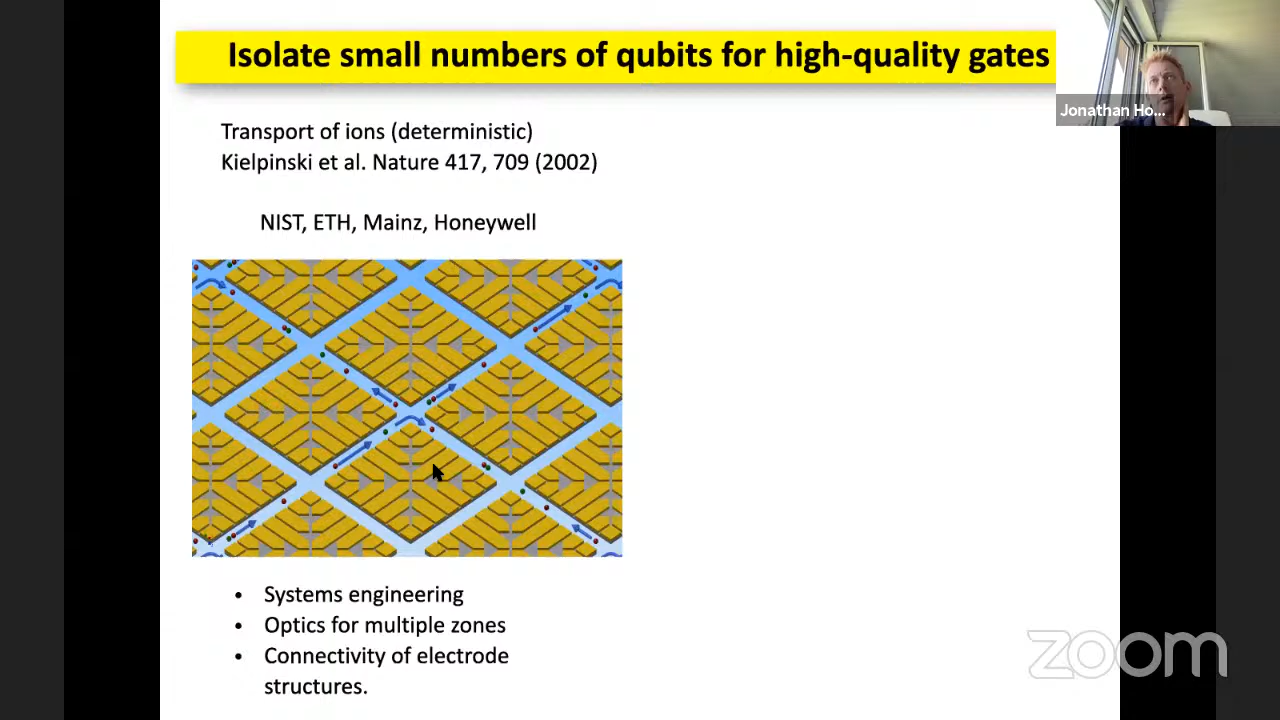 Isolate small numbers of qubits for high-quality gates
Jonathan Ho...
Transport of ions (deterministic)
Kielpinski et al. Nature 417, 709 (2002)
NIST, ETH, Mainz, Honeywell
• Systems engineering
• Optics for multiple zones
• Connectivity of electrode
structures.
zoom